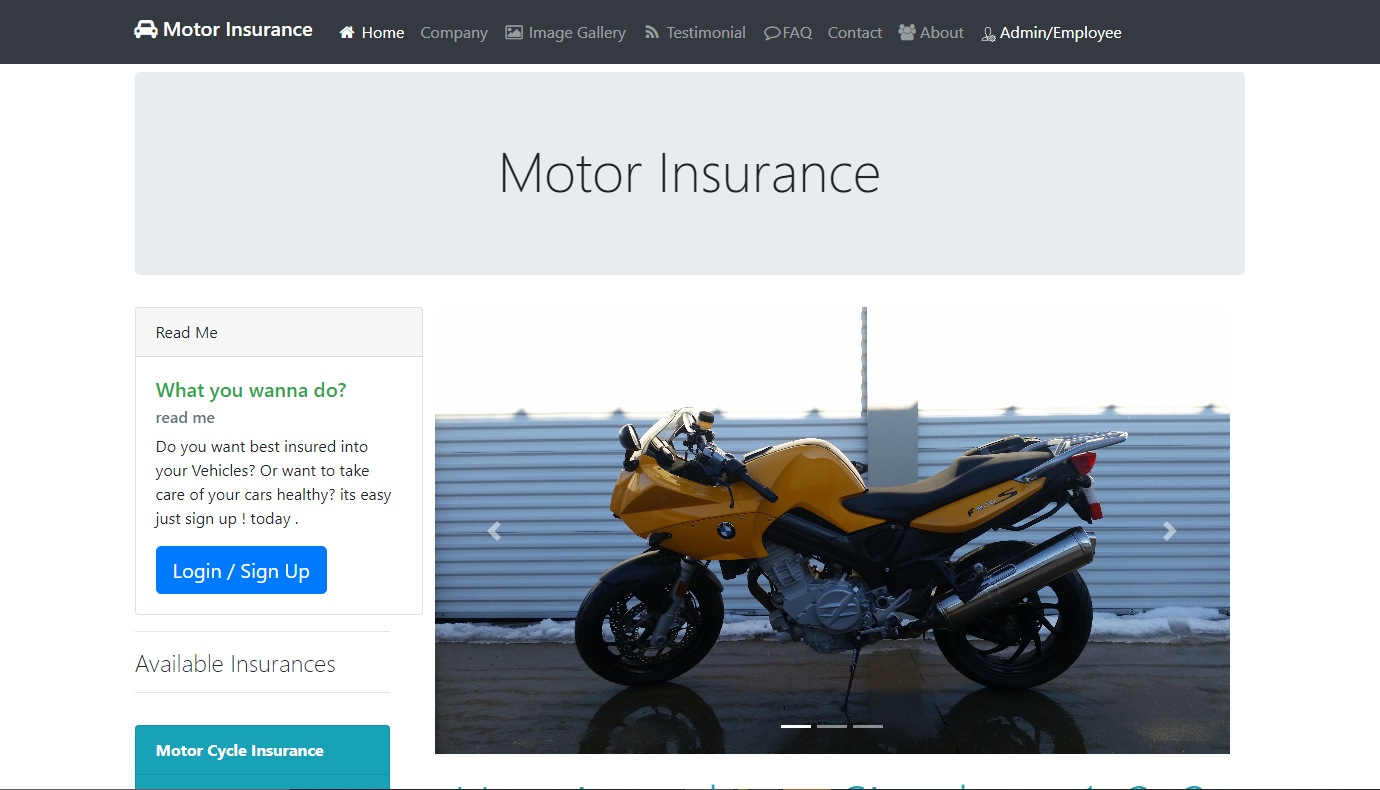 Motor Insurance Home Company Image Gallery Testimonial FAQ Contact About Admin/Employee
Motor Insurance
Read Me
What you wanna do?
read me
Do you want best insured into
your Vehicles? Or want to take
care of your cars healthy? its easy
just sign up ! today .
Login / Sign Up
Available Insurances
Motor Cycle Insurance